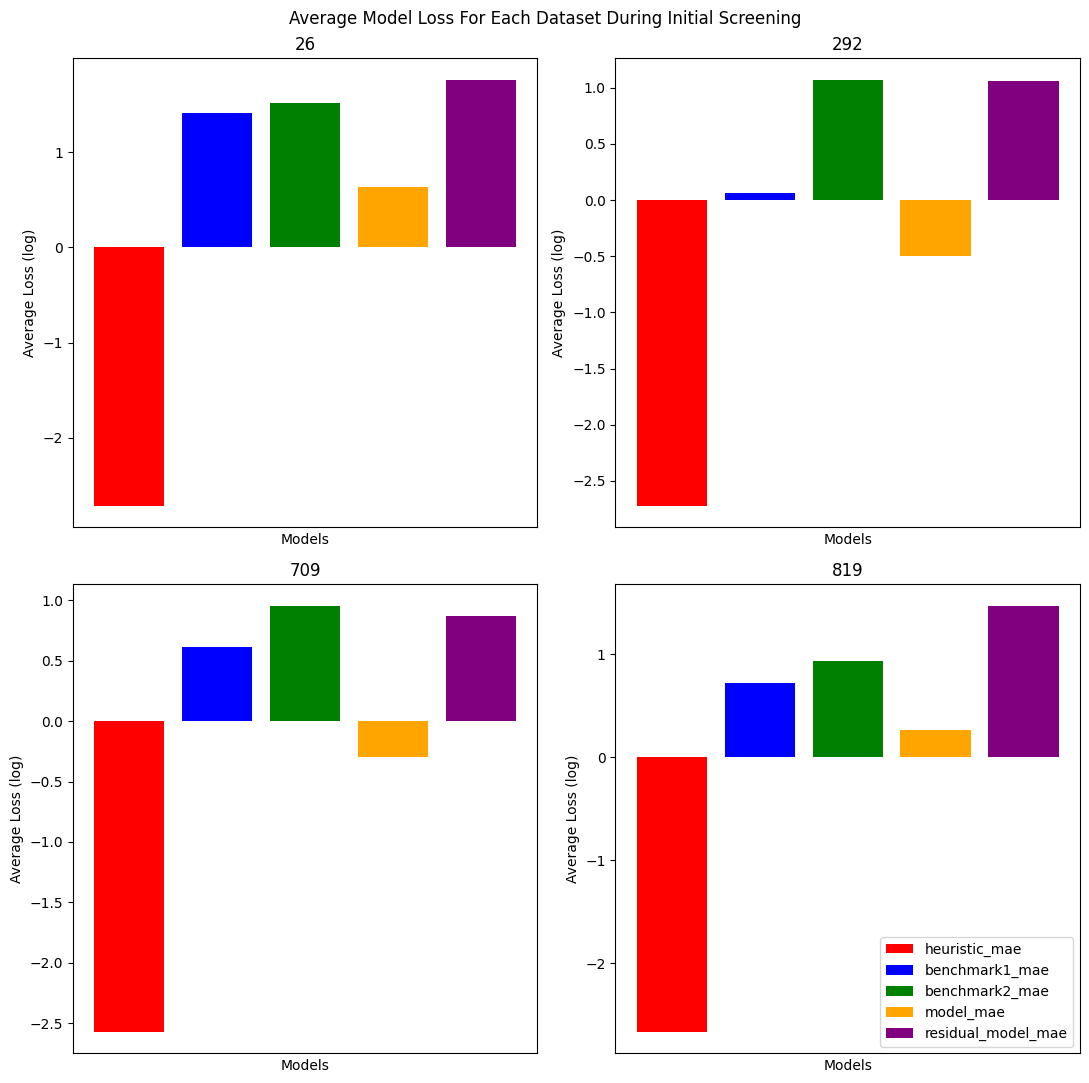 Average Model Loss For Each Dataset During Initial Screening
26
1
0
−1
−2
Average Loss (log)
Models
292
1.0
0.5
0.0
−0.5
−1.0
−1.5
−2.0
−2.5
Average Loss (log)
Models
709
1.0
0.5
0.0
−0.5
−1.0
−1.5
−2.0
−2.5
Average Loss (log)
Models
819
1
0
−1
−2
Average Loss (log)
Models
heuristic_mae
benchmark1_mae
benchmark2_mae
model_mae
residual_model_mae